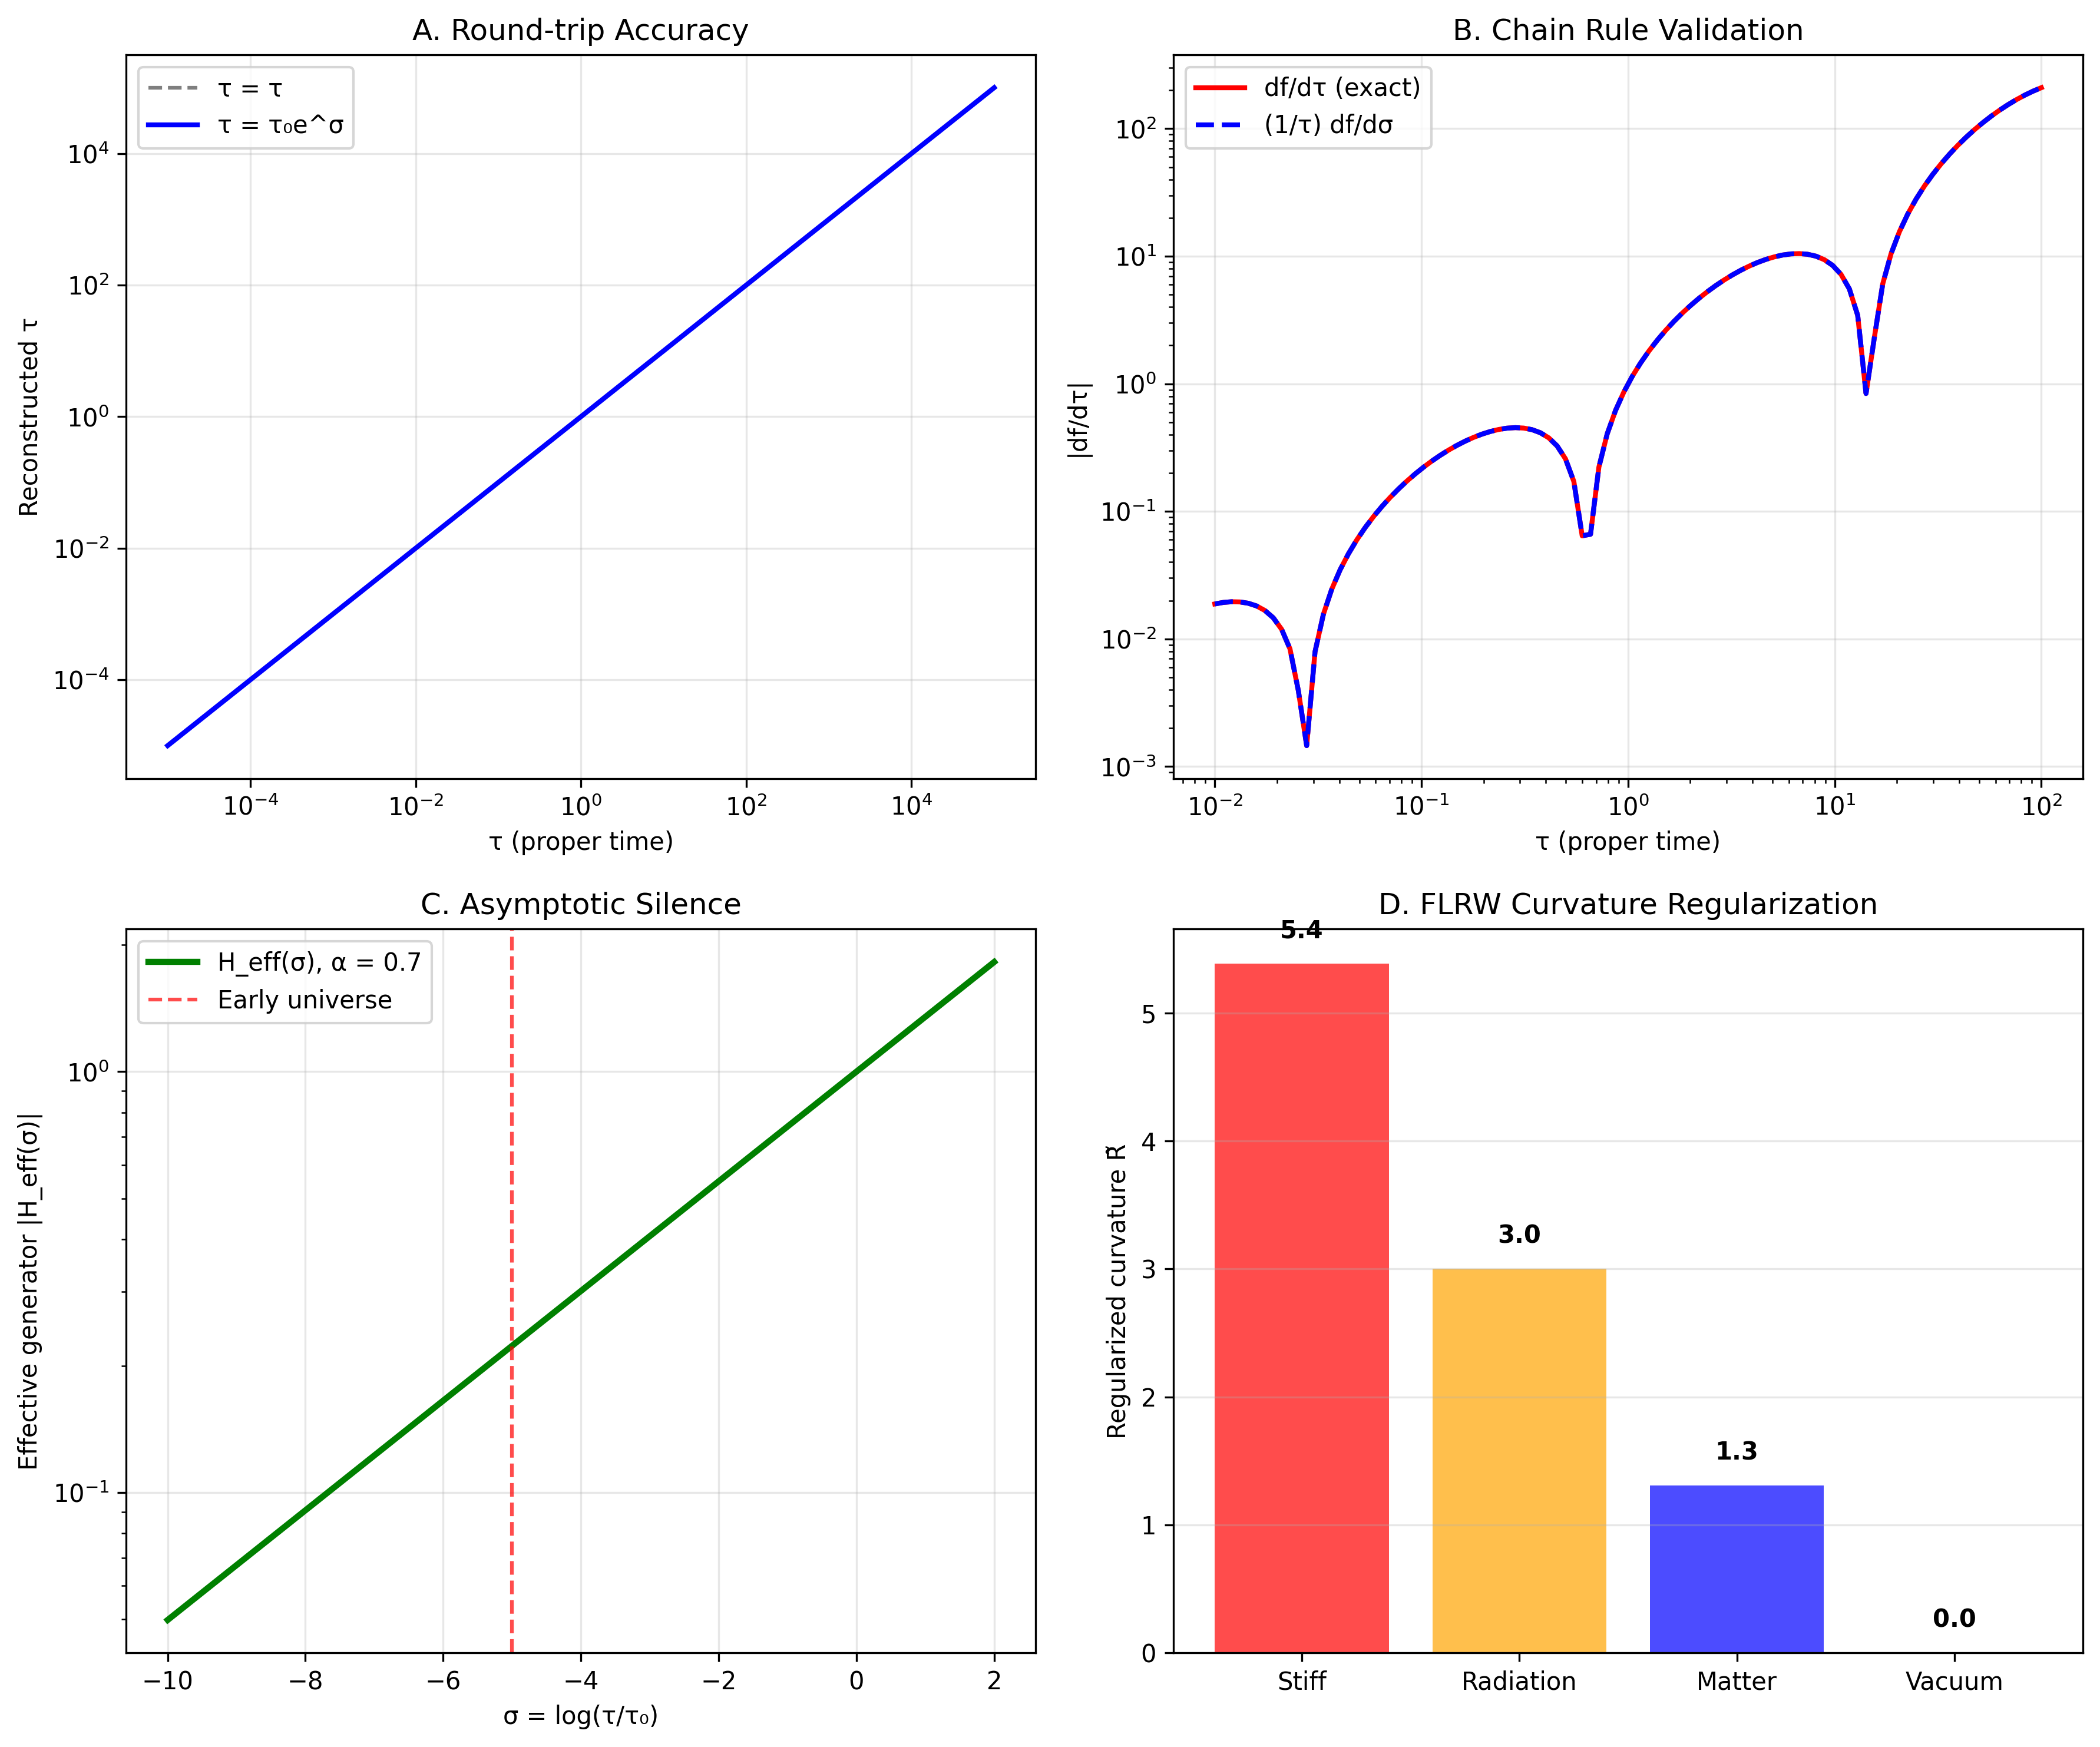 A. Round-trip Accuracy
τ = τ
τ = τ₀e^σ
Reconstructed τ
10⁴
10²
10⁰
10⁻²
10⁻⁴
10⁻⁴ 10⁻² 10⁰ 10² 10⁴
τ (proper time)
B. Chain Rule Validation
df/dτ (exact)
(1/τ) df/dσ
|df/dτ|
10²
10¹
10⁰
10⁻¹
10⁻²
10⁻³
10⁻² 10⁻¹ 10⁰ 10¹ 10²
τ (proper time)
C. Asymptotic Silence
H_eff(σ), α = 0.7
Early universe
Effective generator |H_eff(σ)|
10⁰
10⁻¹
−10 −8 −6 −4 −2 0 2
σ = log(τ/τ₀)
D. FLRW Curvature Regularization
5.4
3.0
1.3
0.0
Regularized curvature R̃
5
4
3
2
1
0
Stiff Radiation Matter Vacuum